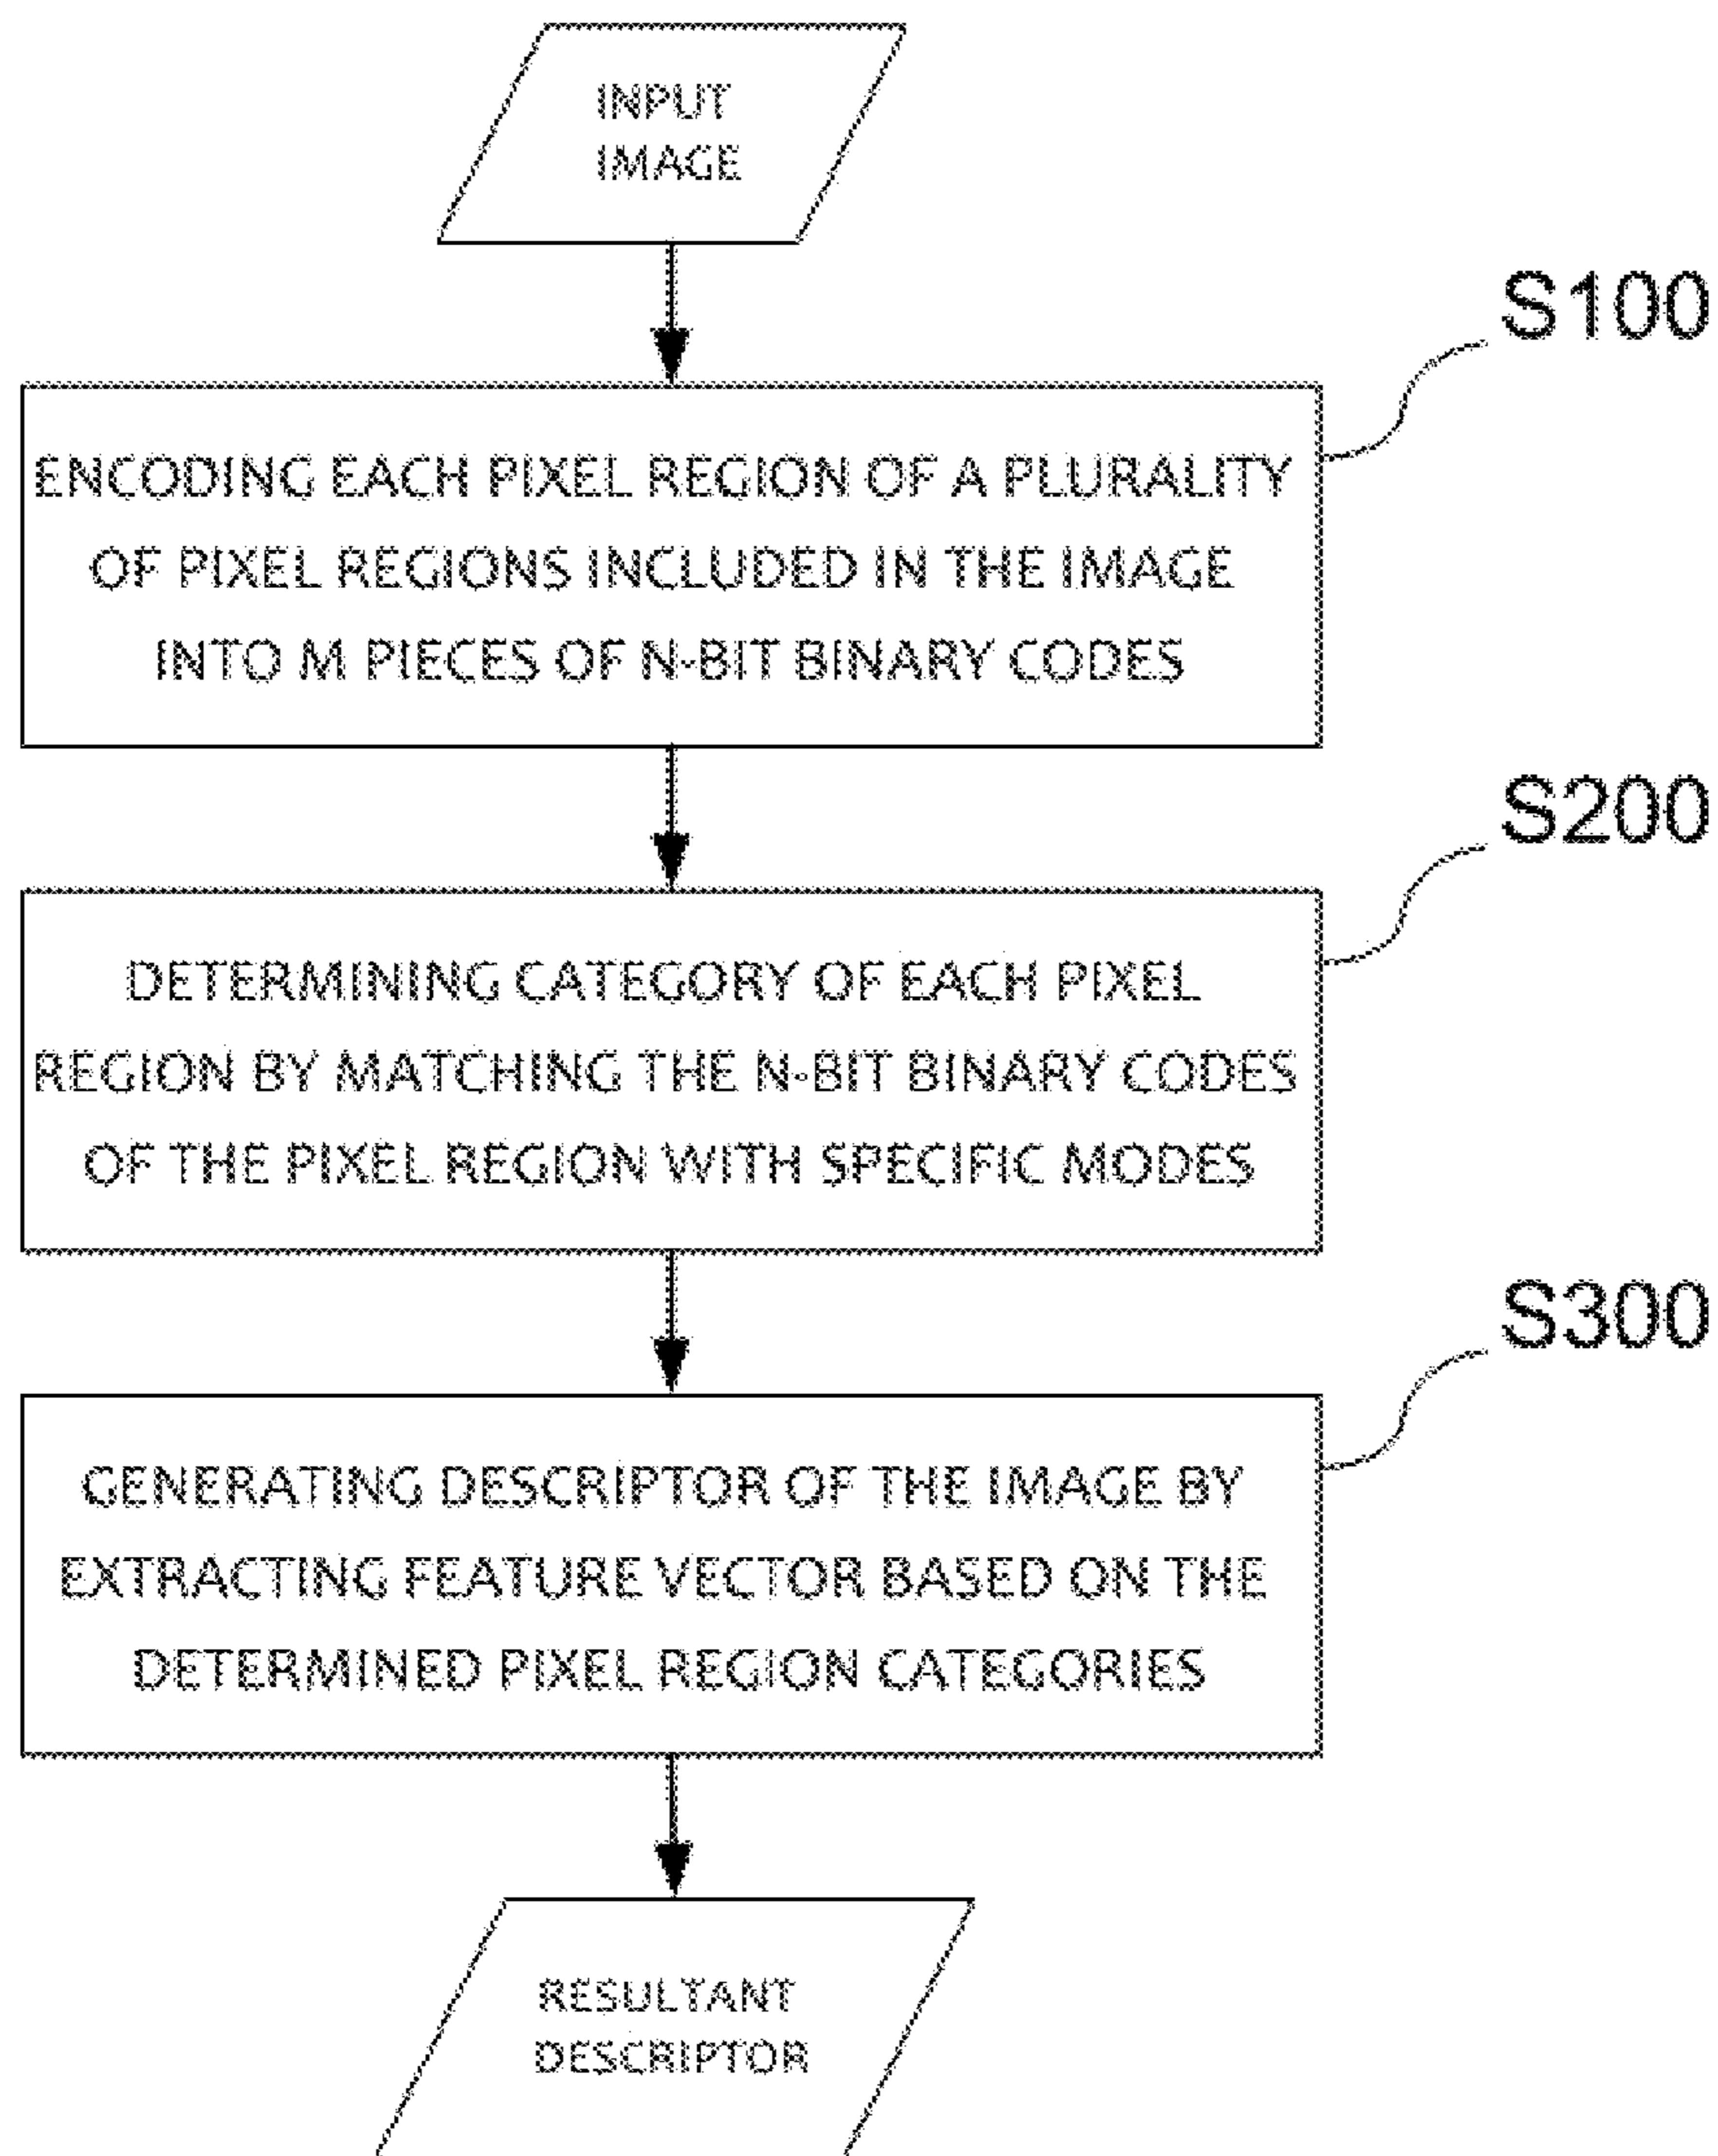 INPUT
IMAGE
S100
ENCODING EACH PIXEL REGION OF A PLURALITY
OF PIXEL REGIONS INCLUDED IN THE IMAGE
INTO M PIECES OF N-BIT BINARY CODES
S200
DETERMINING CATEGORY OF EACH PIXEL
REGION BY MATCHING THE N-BIT BINARY CODES
OF THE PIXEL REGION WITH SPECIFIC MODES
S300
GENERATING DESCRIPTOR OF THE IMAGE BY
EXTRACTING FEATURE VECTOR BASED ON THE
DETERMINED PIXEL REGION CATEGORIES
RESULTANT
DESCRIPTOR